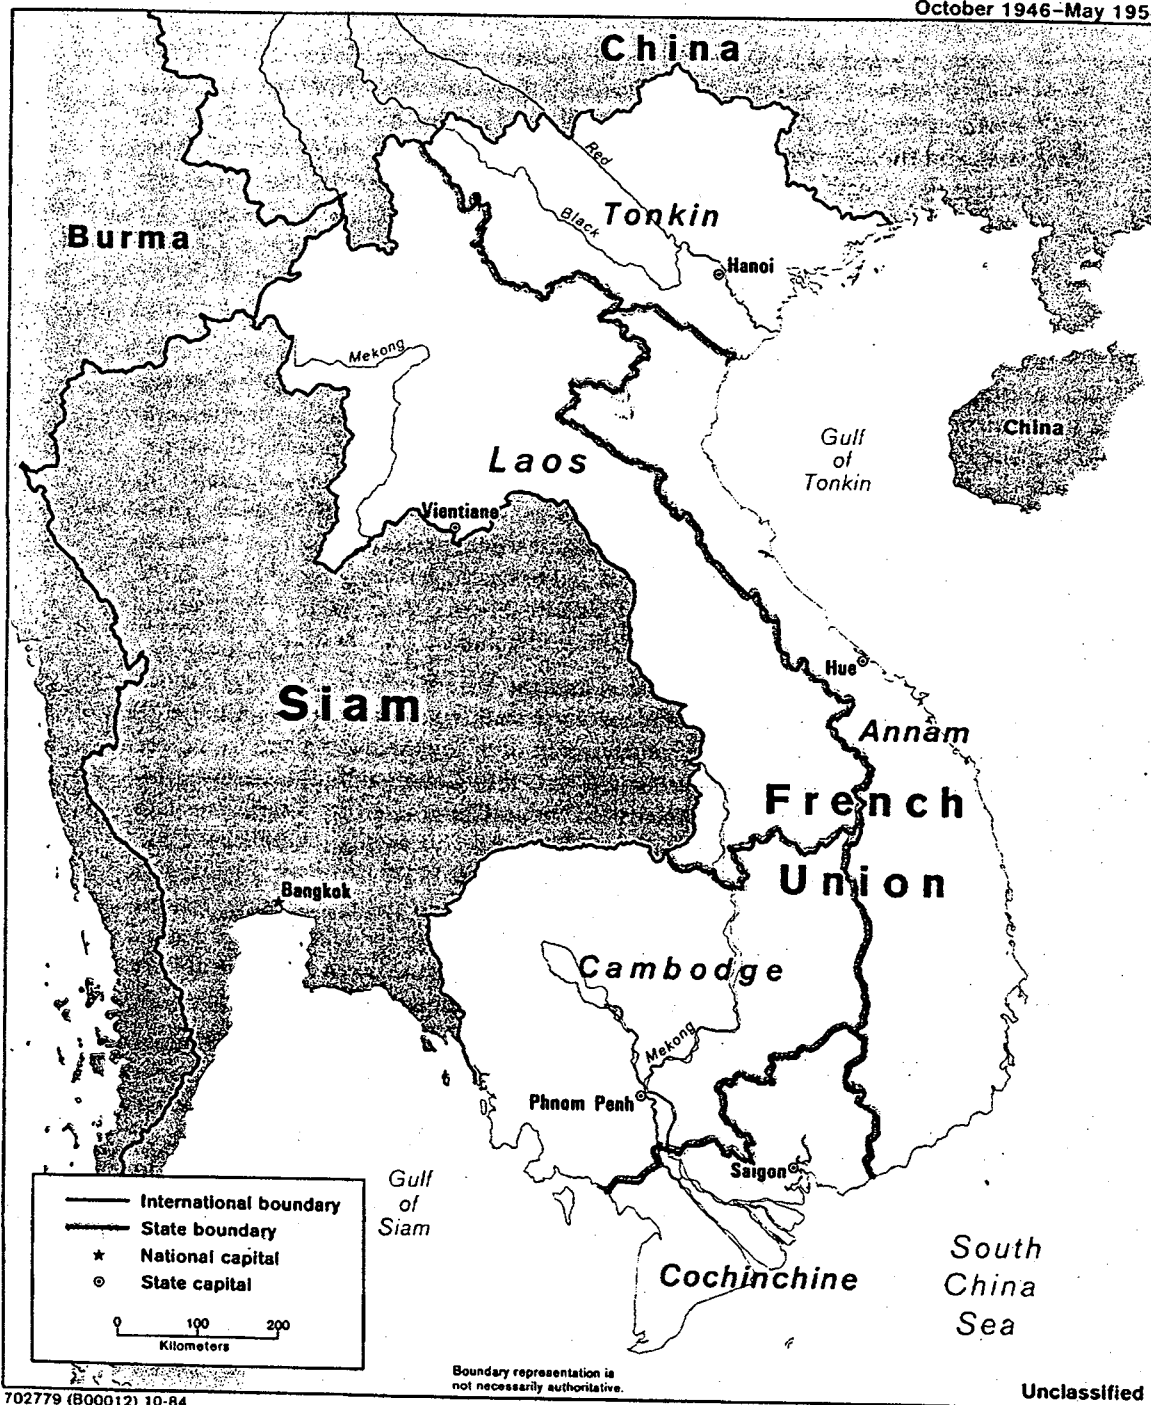 October 1946–May 195
China
Red
Black
Tonkin
Burma
Hanoi
Mekong
China
Gulf
of
Tonkin
Laos
Vientiane
Hue
Siam
Annam
French
Union
Bangkok
Cambodge
Mekong
Phnom Penh
Saigon
Gulf
of
Siam
International boundary
State boundary
National capital
State capital
0 100 200
Kilometers
Cochinchine
South
China
Sea
Boundary representation is
not necessarily authoritative.
702779 (B00012) 10-84
Unclassified